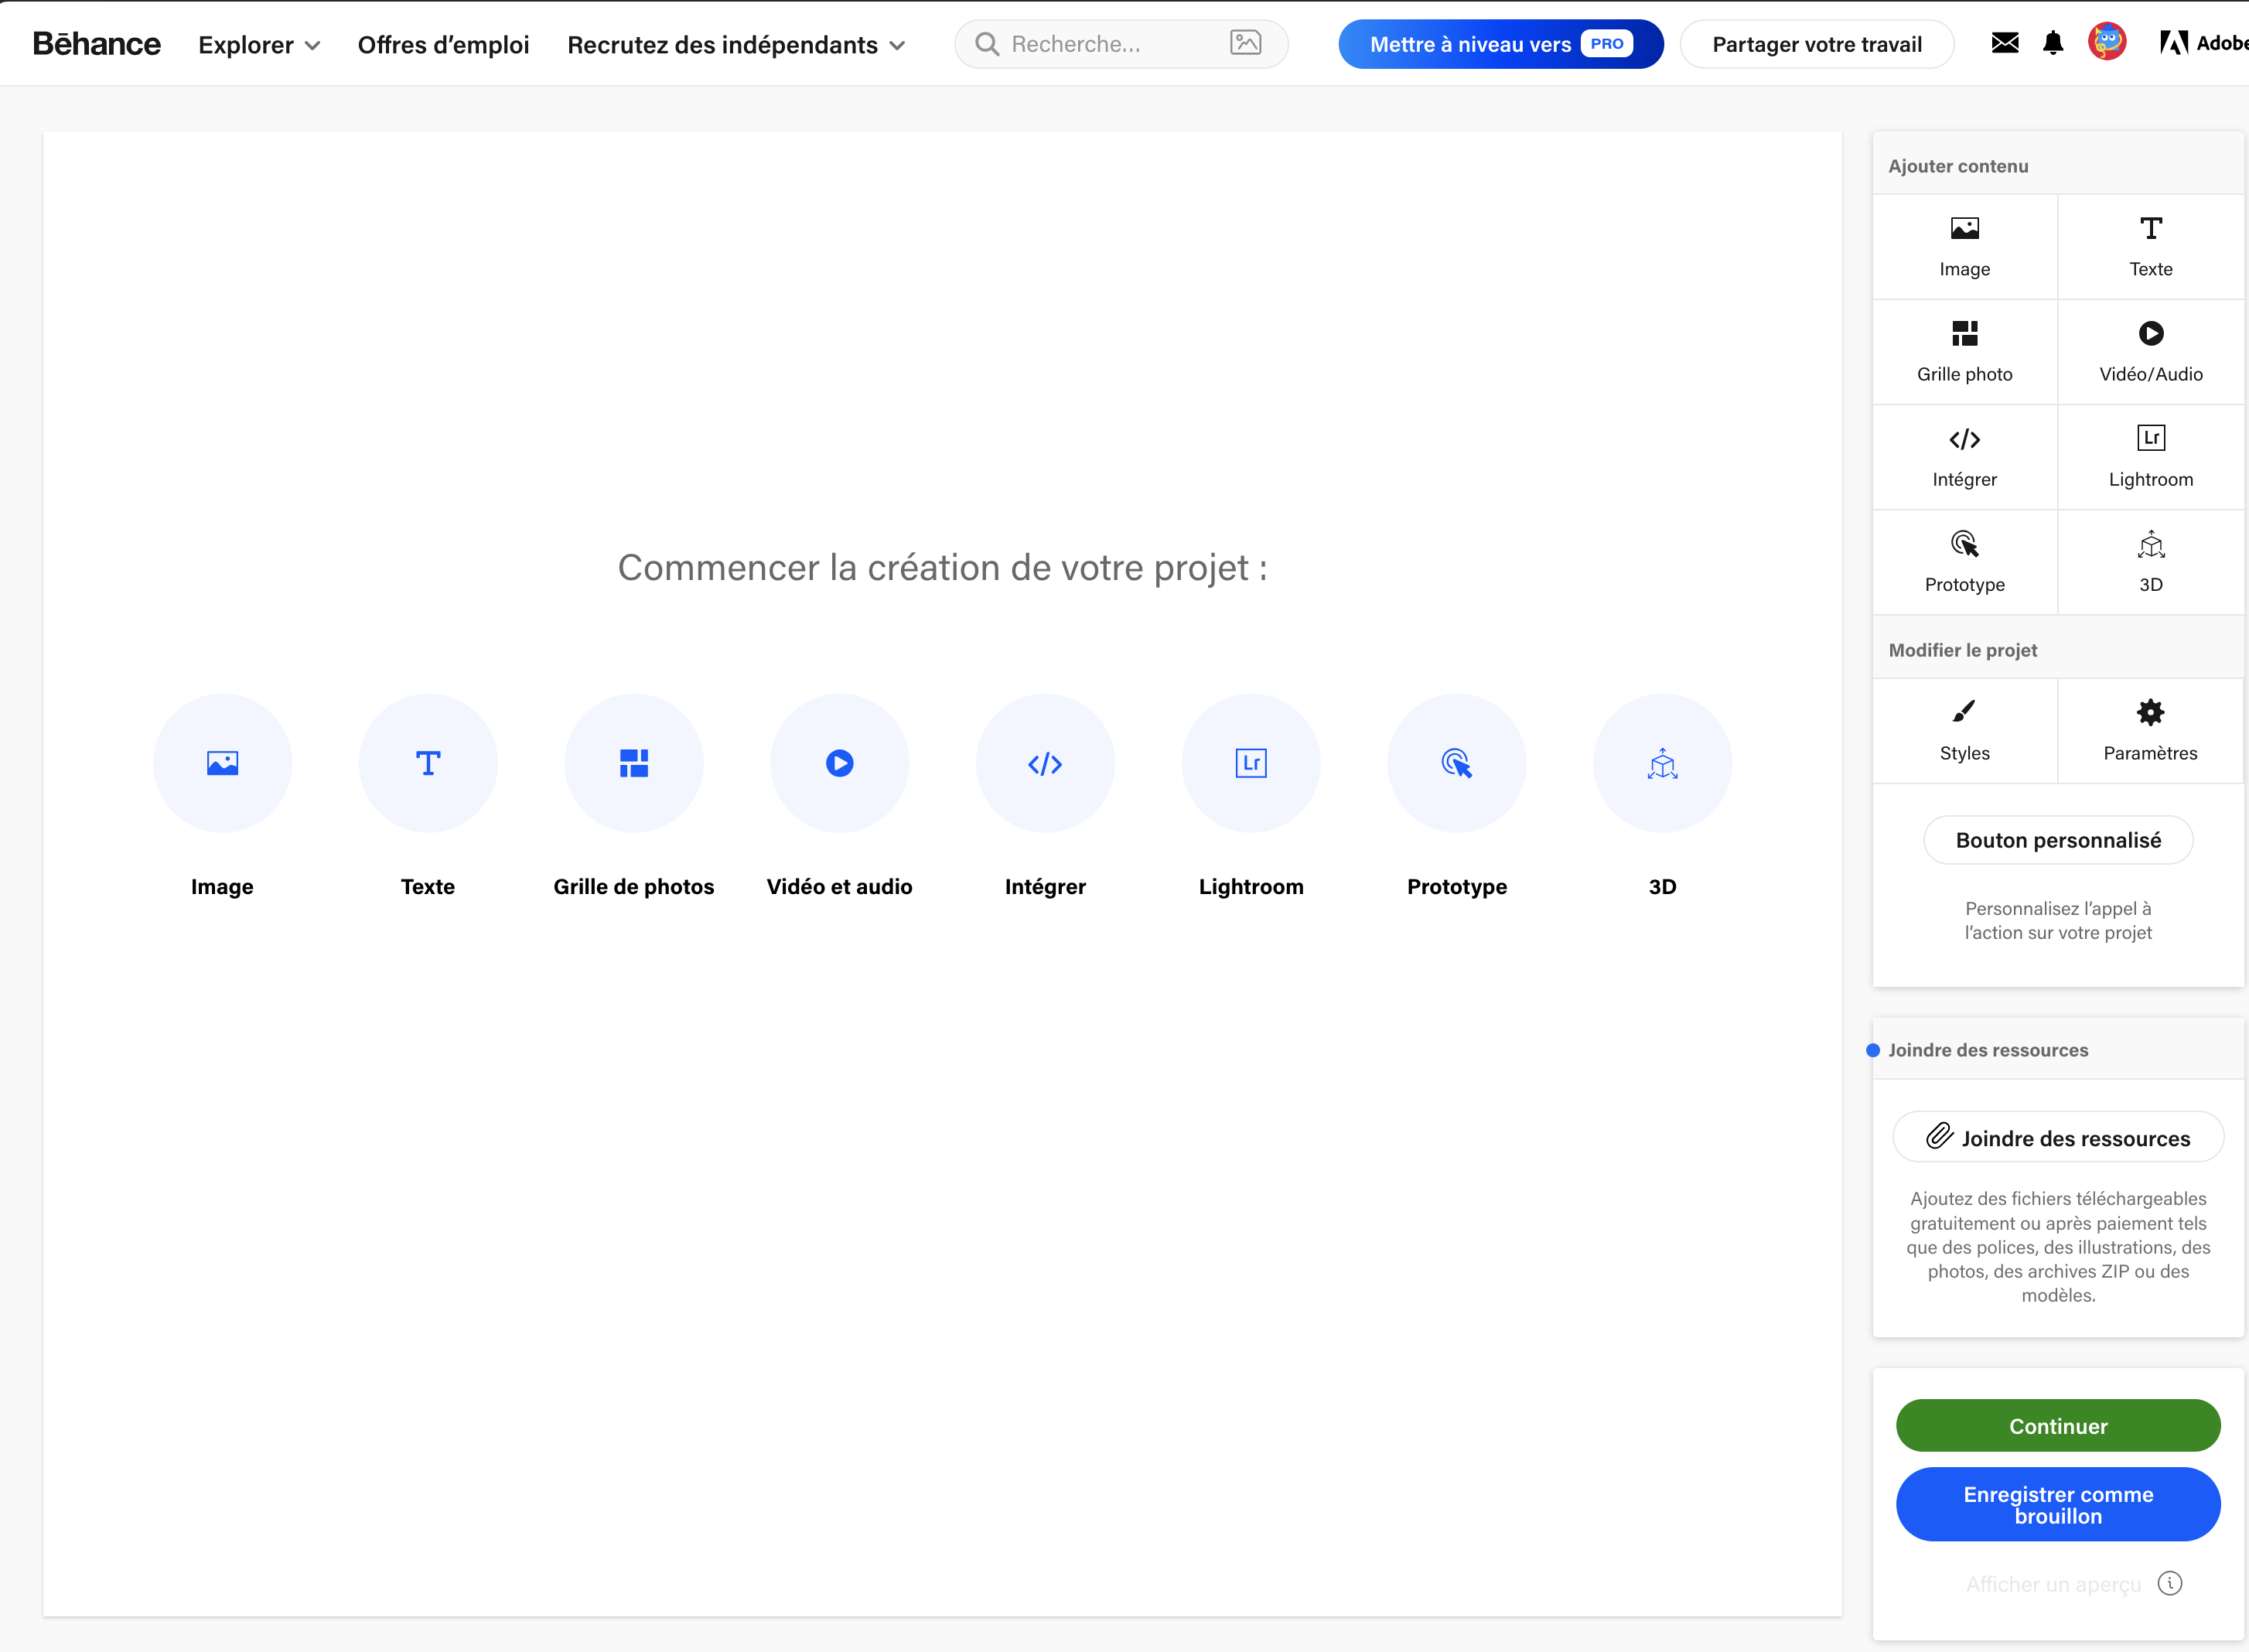 Bēhance
Explorer
Offres d’emploi
Recrutez des indépendants
Recherche...
Mettre à niveau vers PRO
Partager votre travail
Adobe
Commencer la création de votre projet :
Image
Texte
Grille de photos
Vidéo et audio
Intégrer
Lr
Lightroom
Prototype
3D
Ajouter contenu
Image
Texte
Grille photo
Vidéo/Audio
Intégrer
Lr
Lightroom
Prototype
3D
Modifier le projet
Styles
Paramètres
Bouton personnalisé
Personnalisez l’appel à
l’action sur votre projet
Joindre des ressources
Joindre des ressources
Ajoutez des fichiers téléchargeables
gratuitement ou après paiement tels
que des polices, des illustrations, des
photos, des archives ZIP ou des
modèles.
Continuer
Enregistrer comme
brouillon
Afficher un aperçu